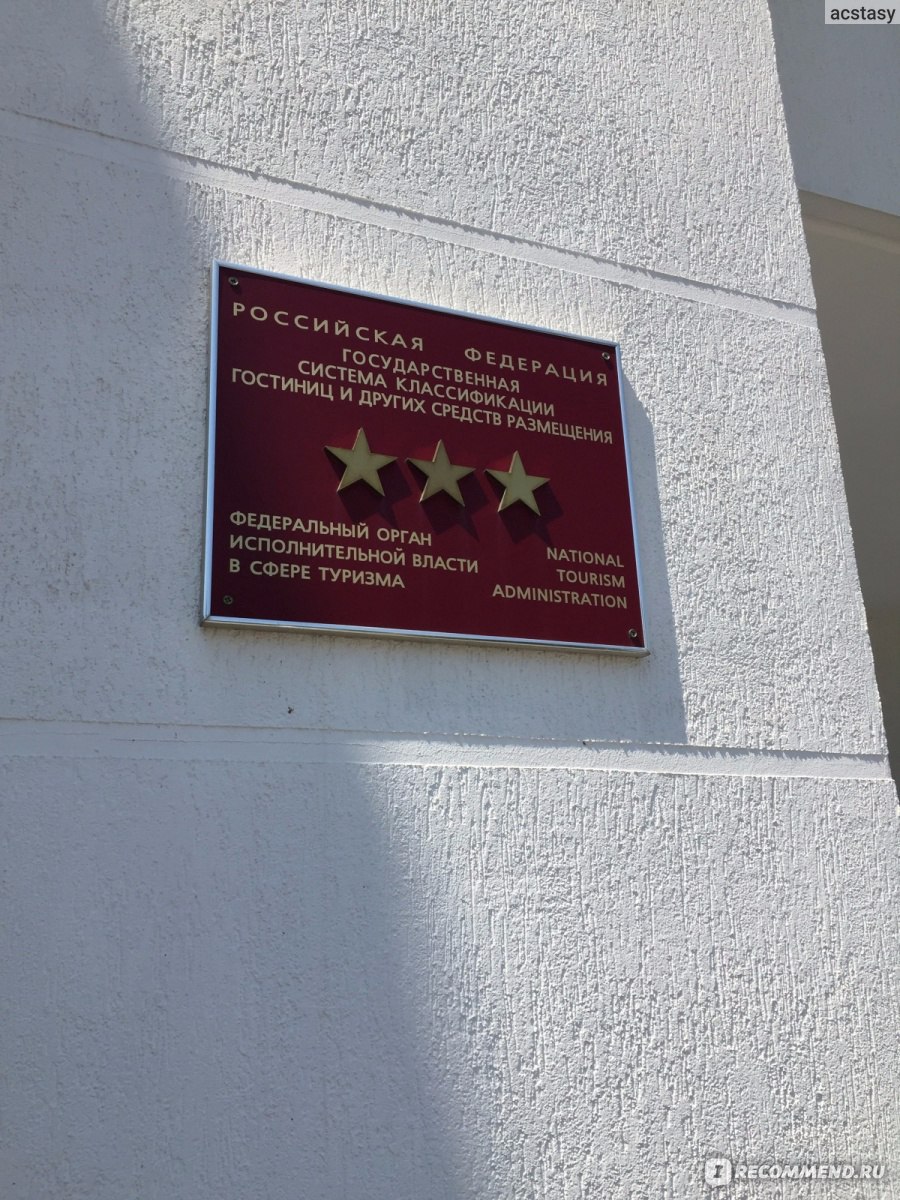 acstasy
РОССИЙСКАЯ ФЕДЕРАЦИЯ
ГОСУДАРСТВЕННАЯ
СИСТЕМА КЛАССИФИКАЦИИ
ГОСТИНИЦ И ДРУГИХ СРЕДСТВ РАЗМЕЩЕНИЯ
ФЕДЕРАЛЬНЫЙ ОРГАН
ИСПОЛНИТЕЛЬНОЙ ВЛАСТИ
В СФЕРЕ ТУРИЗМА
NATIONAL
TOURISM
ADMINISTRATION
IRECOMMEND.RU